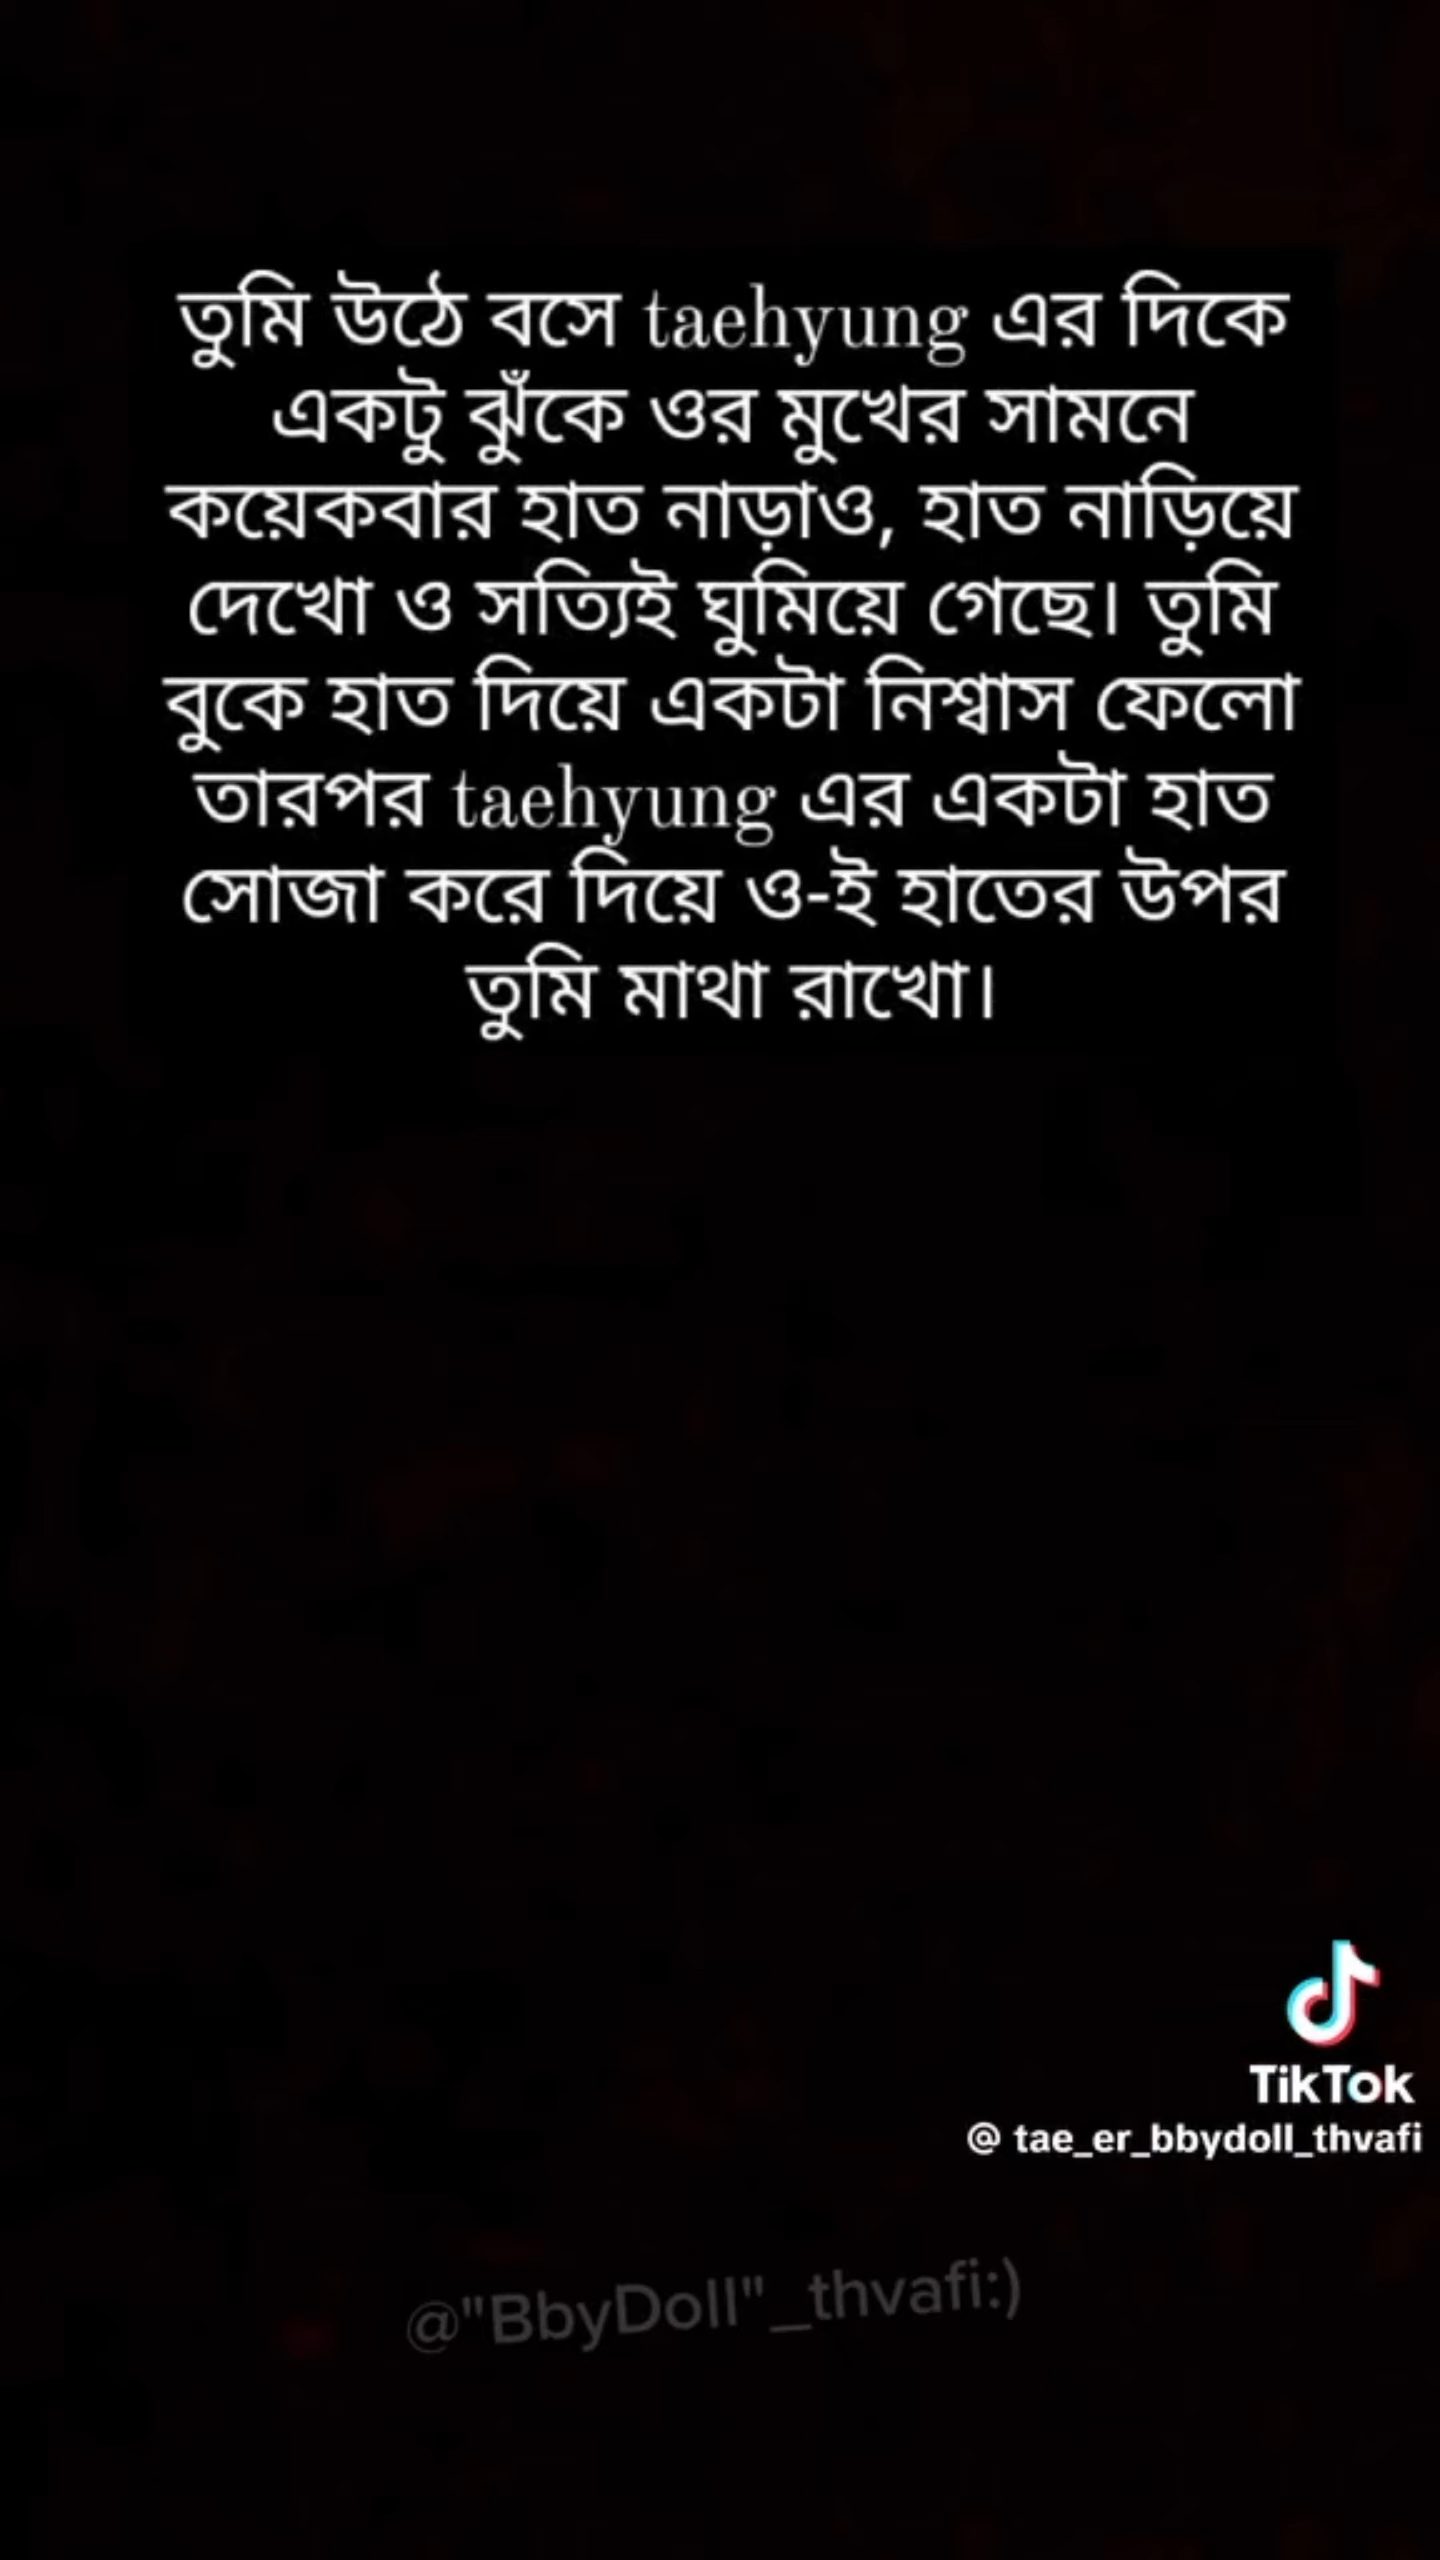 তুমি উঠে বসে taehyung এর দিকে
একটু ঝুঁকে ওর মুখের সামনে
কয়েকবার হাত নাড়াও, হাত নাড়িয়ে
দেখো ও সত্যিই ঘুমিয়ে গেছে। তুমি
বুকে হাত দিয়ে একটা নিশ্বাস ফেলো
তারপর taehyung এর একটা হাত
সোজা করে দিয়ে ও-ই হাতের উপর
তুমি মাথা রাখো।
TikTok
@ tae_er_bbydoll_thvafi
@"BbyDoll"_thvafi:)